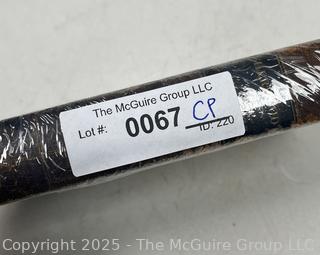 The McGuire Group LLC
Lot #: 0067 CP
ID: 220
Copyright © 2025 - The McGuire Group LLC